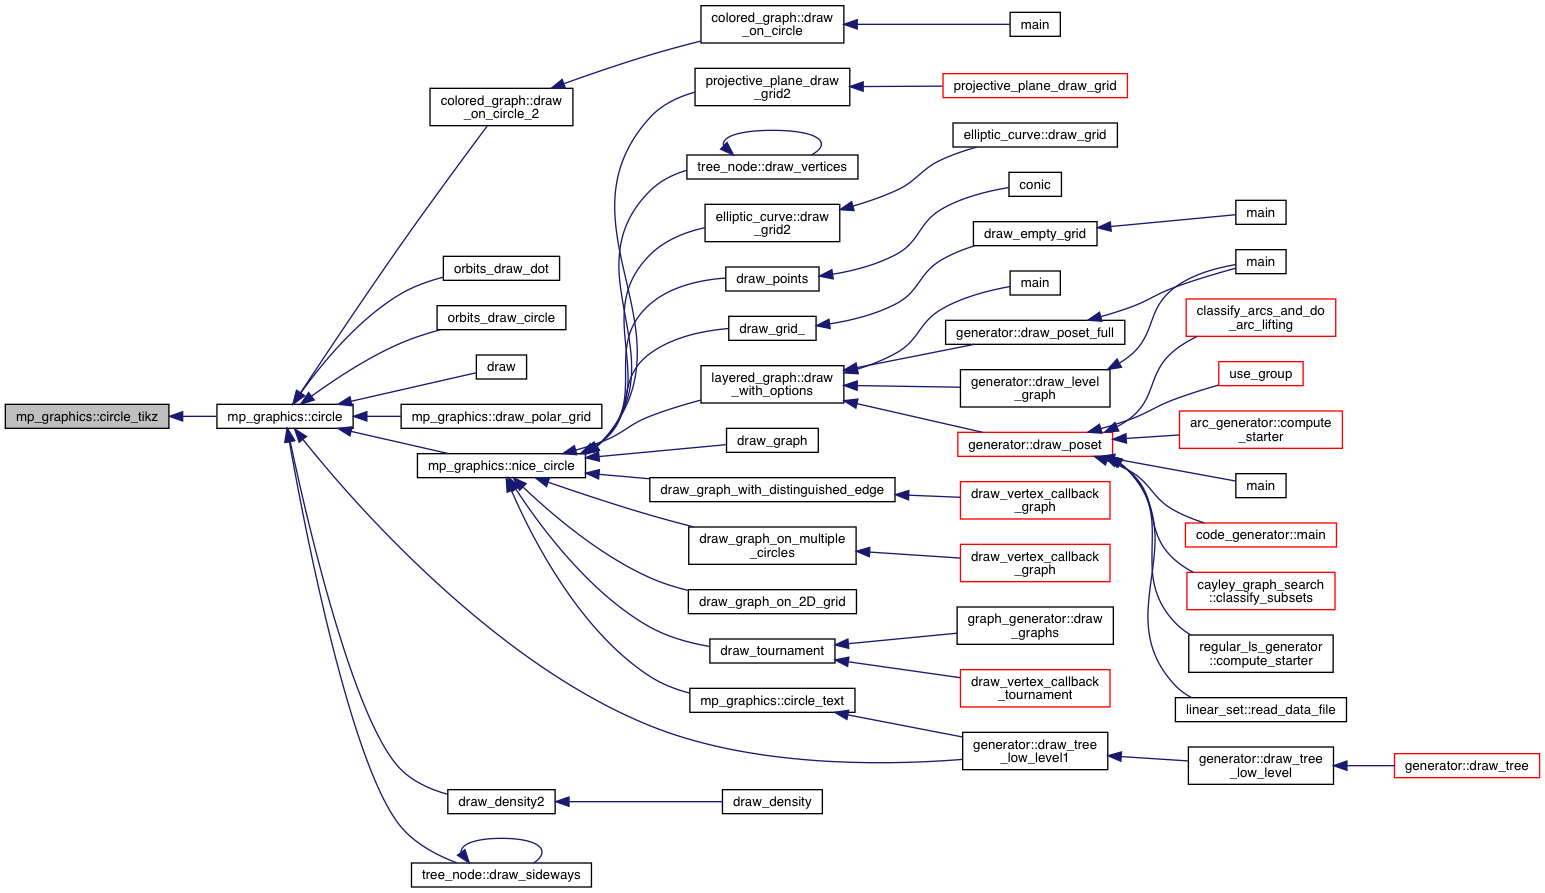 mp_graphics::circle_tikz
mp_graphics::circle
colored_graph::draw
_on_circle_2
orbits_draw_dot
orbits_draw_circle
draw
mp_graphics::draw_polar_grid
mp_graphics::nice_circle
draw_density2
tree_node::draw_sideways
colored_graph::draw
_on_circle
projective_plane_draw
_grid2
tree_node::draw_vertices
elliptic_curve::draw
_grid2
draw_points
draw_grid_
layered_graph::draw
_with_options
draw_graph
draw_graph_with_distinguished_edge
draw_graph_on_multiple
_circles
draw_graph_on_2D_grid
draw_tournament
mp_graphics::circle_text
draw_density
main
projective_plane_draw_grid
elliptic_curve::draw_grid
conic
draw_empty_grid
main
generator::draw_poset_full
generator::draw_level
_graph
generator::draw_poset
draw_vertex_callback
_graph
draw_vertex_callback
_graph
graph_generator::draw
_graphs
draw_vertex_callback
_tournament
generator::draw_tree
_low_level1
main
main
classify_arcs_and_do
_arc_lifting
use_group
arc_generator::compute
_starter
main
code_generator::main
cayley_graph_search
::classify_subsets
regular_ls_generator
::compute_starter
linear_set::read_data_file
generator::draw_tree
_low_level
generator::draw_tree